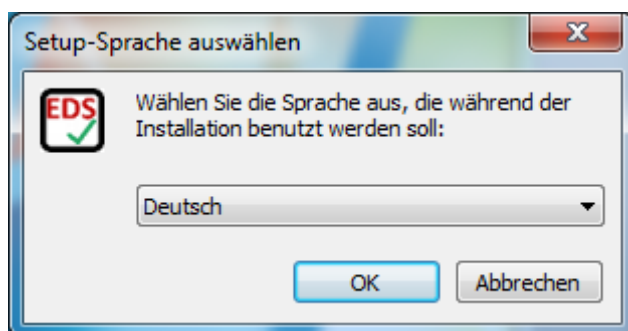 Setup-Sprache auswählen
EDS
Wählen Sie die Sprache aus, die während der
Installation benutzt werden soll:
Deutsch
OK
Abbrechen